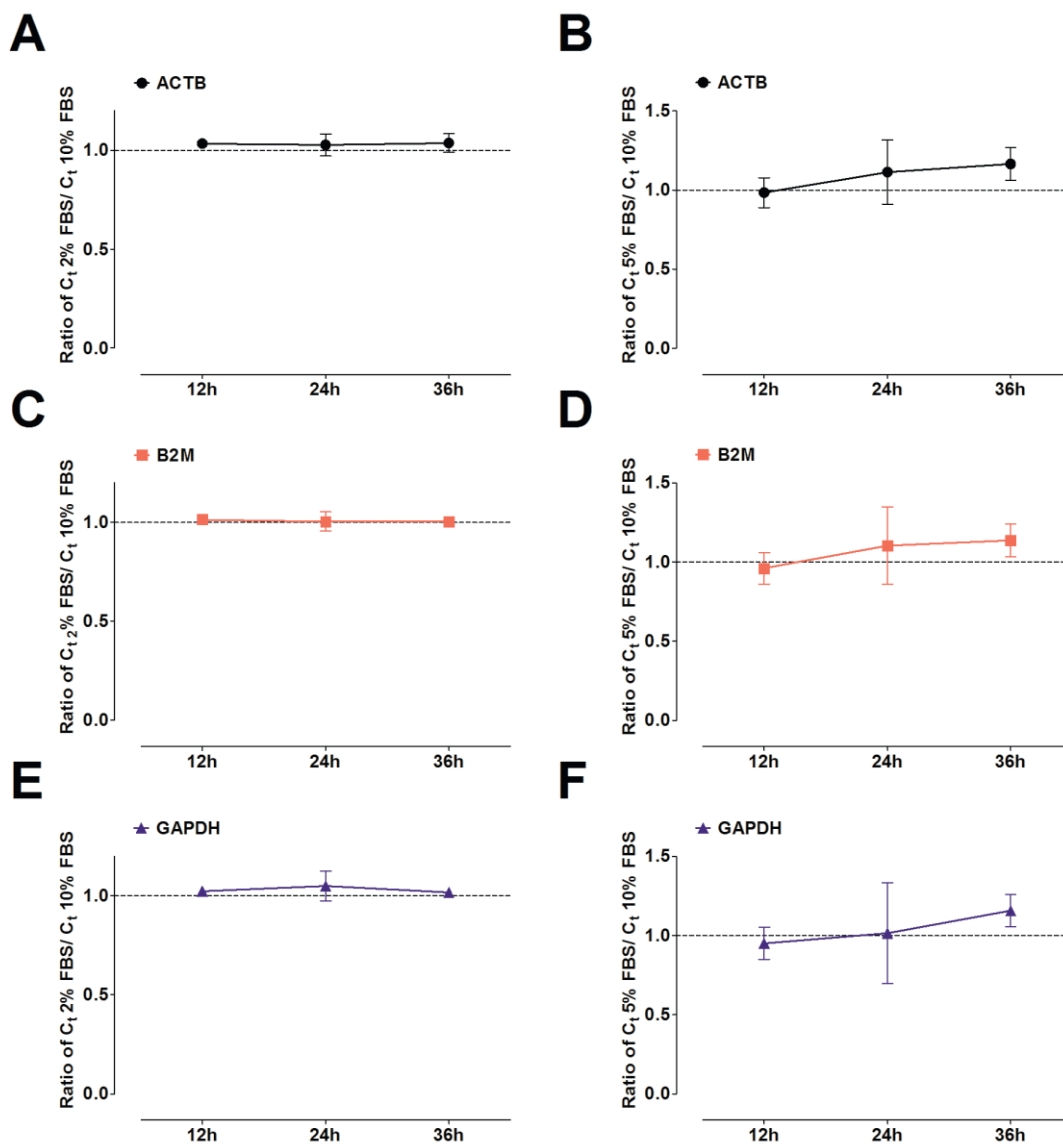 A
ACTB
Ratio of Ct 2% FBS/ Ct 10% FBS
1.0
0.5
0.0
12h 24h 36h
B
ACTB
Ratio of Ct 5% FBS/ Ct 10% FBS
1.5
1.0
0.5
0.0
12h 24h 36h
C
B2M
Ratio of Ct 2% FBS/ Ct 10% FBS
1.0
0.5
0.0
12h 24h 36h
D
B2M
Ratio of Ct 5% FBS/ Ct 10% FBS
1.5
1.0
0.5
0.0
12h 24h 36h
E
GAPDH
Ratio of Ct 2% FBS/ Ct 10% FBS
1.0
0.5
0.0
12h 24h 36h
F
GAPDH
Ratio of Ct 5% FBS/ Ct 10% FBS
1.5
1.0
0.5
0.0
12h 24h 36h